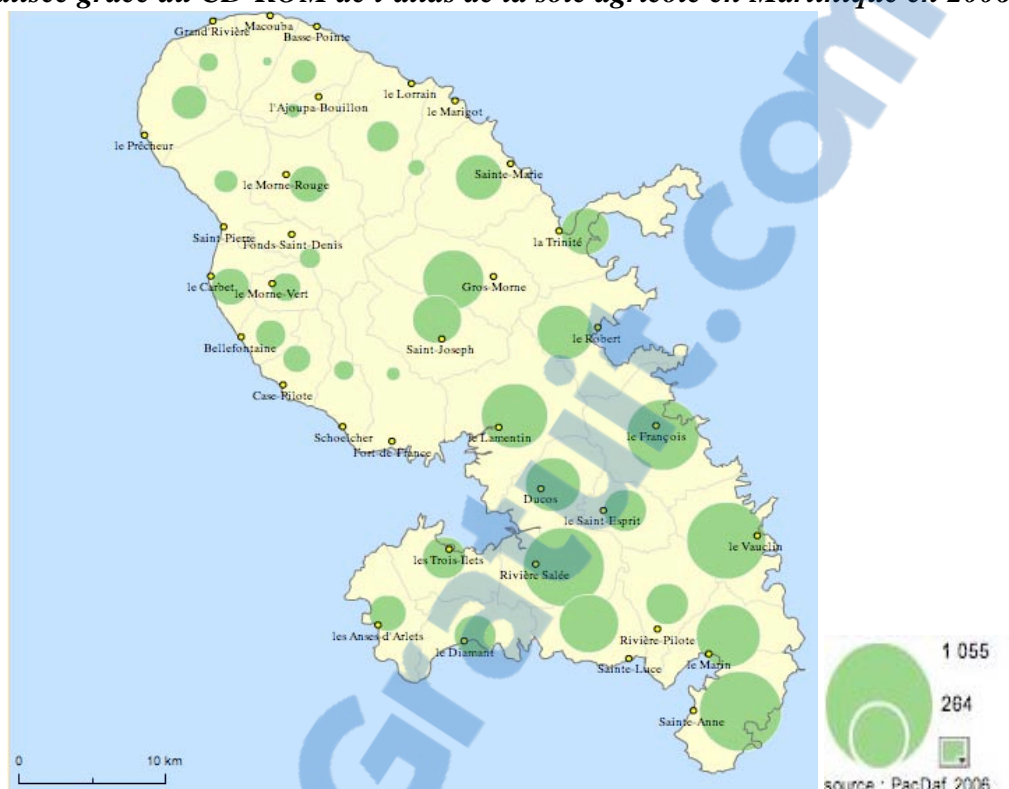 alisée grâce au CD-ROM de l'atlas de la sole agricole en Martinique en 2006
Grand Rivière
Macouba
Basse-Pointe
le Lorrain
l'Ajoupa-Bouillon
le Marigot
le Prêcheur
Sainte-Marie
le Morne-Rouge
Saint-Pierre
Fonds-Saint-Denis
la Trinité
le Carbet
le Morne-Vert
Gros-Morne
Bellefontaine
Saint-Joseph
le Robert
Case-Pilote
Schoelcher
Fort-de-France
le Lamentin
le François
Ducos
le Saint-Esprit
le Vauclin
les Trois-Ilets
Rivière Salée
les Anses-d'Arlets
le Diamant
Rivière-Pilote
Sainte-Luce
le Marin
Sainte-Anne
0 10 km
1 055
264
source : PacDaf 2006
Gratuit.com